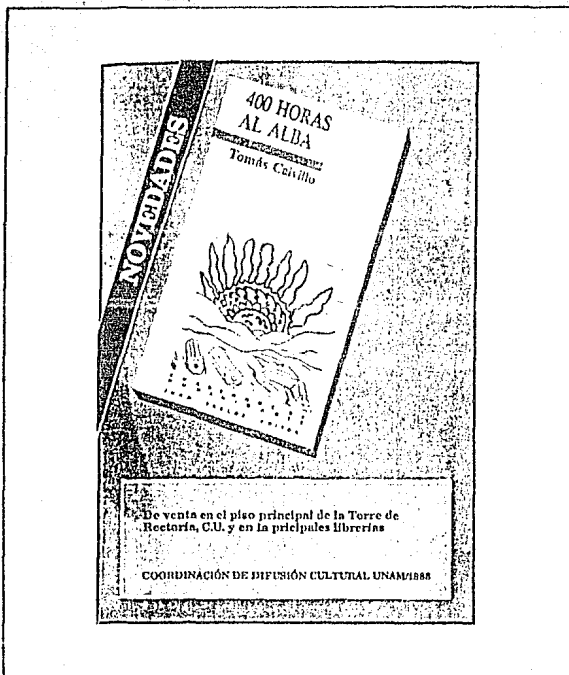 NOVEDADES
400 HORAS
AL ALBA
Tomás Calvillo
De venta en el piso principal de la Torre de
Rectoría, C.U. y en la pricipales librerías
COORDINACIÓN DE DIFUSIÓN CULTURAL UNAM/1988